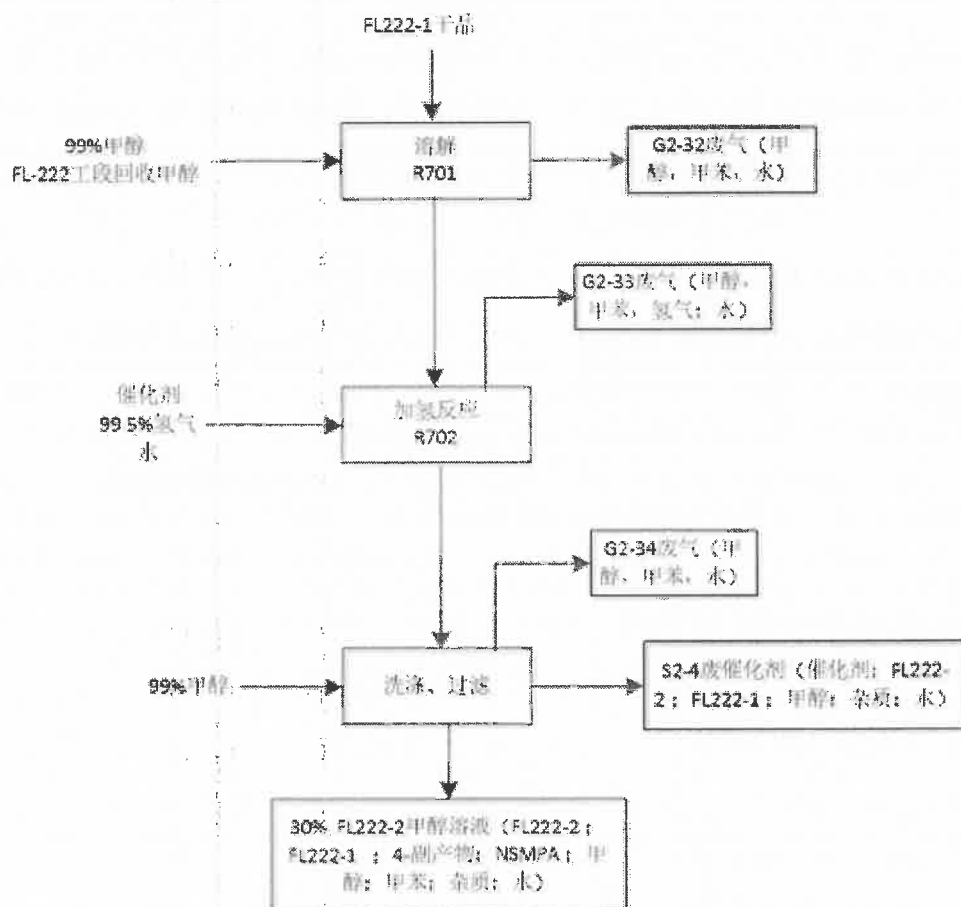 FL222-1干品
99%甲醇
FL-222工段回收甲醇
溶解
R701
G2-32废气（甲
醇，甲苯，水）
G2-33废气（甲醇，
甲苯，氢气；水）
催化剂
99.5%氢气
水
加氢反应
R702
G2-34废气（甲
醇，甲苯，水）
99%甲醇
洗涤、过滤
S2-4废催化剂（催化剂；FL222-
2；FL222-1；甲醇；杂质；水）
30% FL222-2甲醇溶液（FL222-2；
FL222-1；4-副产物；NSMPA；甲
醇；甲苯；杂质；水）